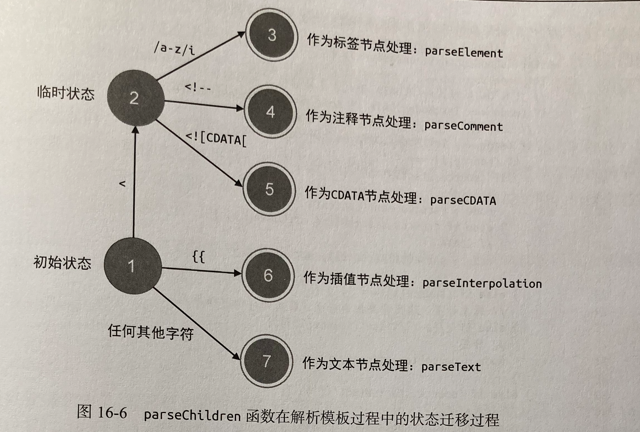 3
/a-z/i
作为标签节点处理：parseElement
<!--
临时状态
2
4
作为注释节点处理：parseComment
<![CDATA[
5
作为CDATA节点处理：parseCDATA
<
初始状态
1
{{
6
作为插值节点处理：parseInterpolation
任何其他字符
7
作为文本节点处理：parseText
图 16-6 parseChildren 函数在解析模板过程中的状态迁移过程